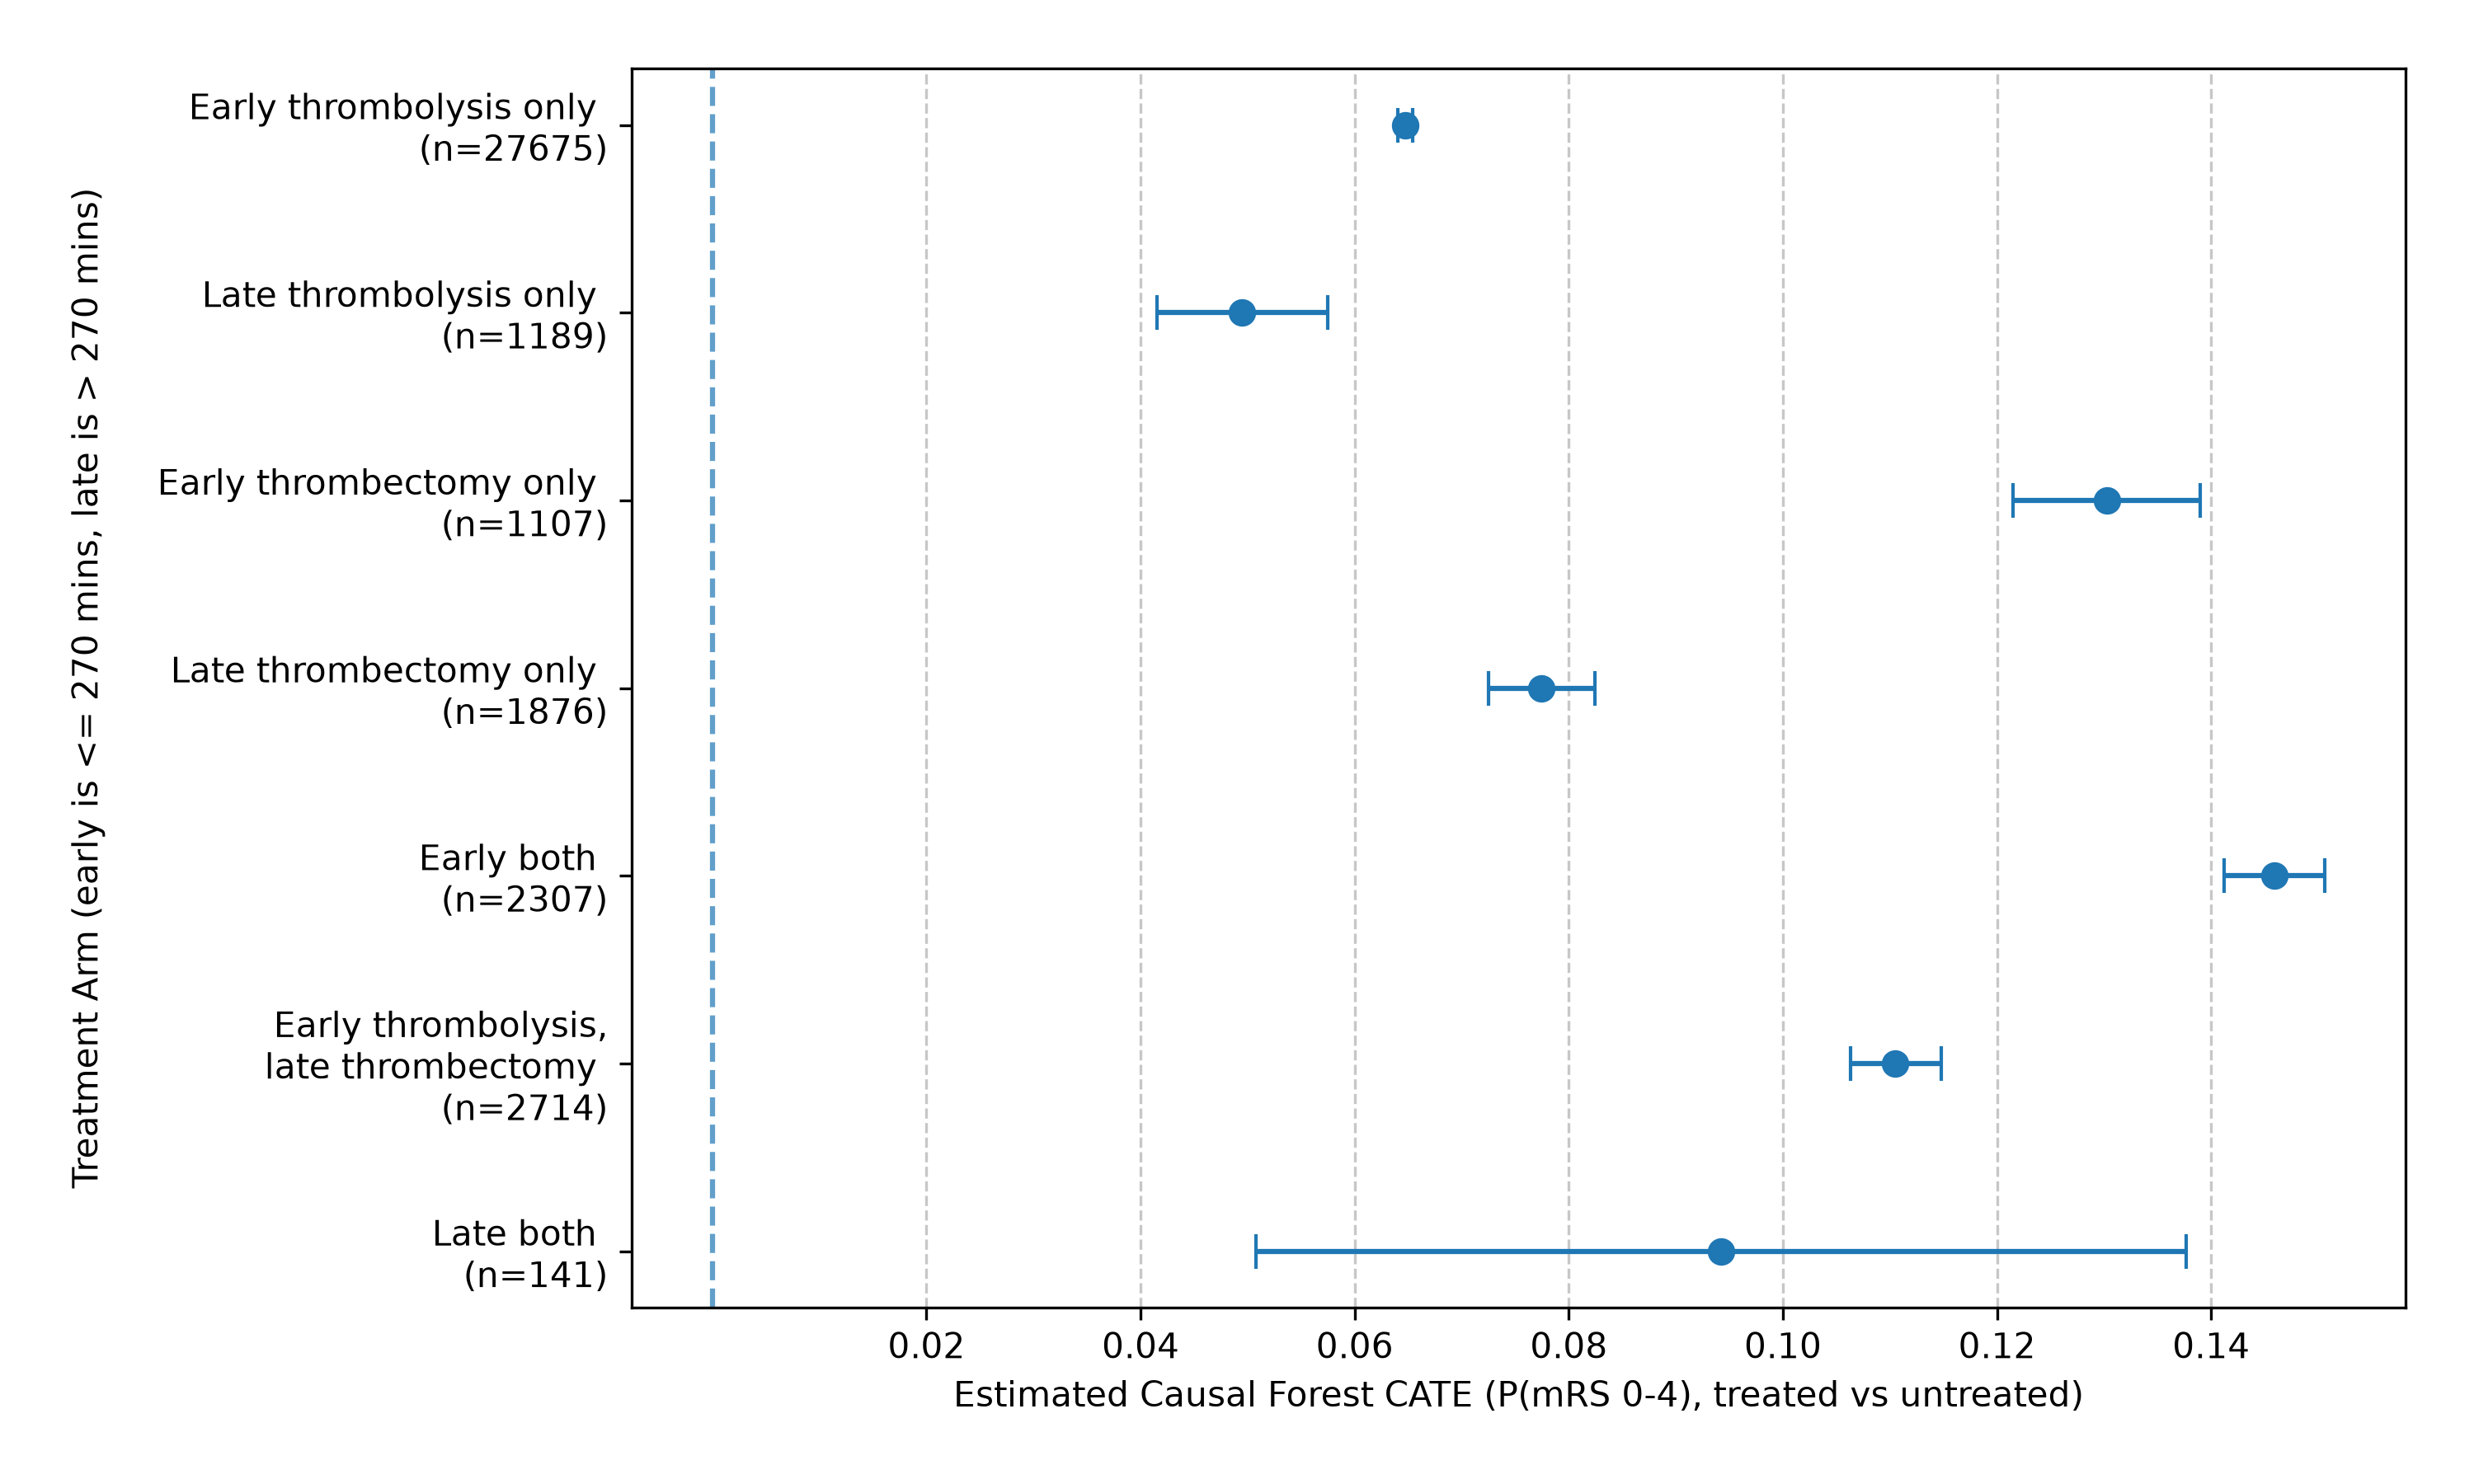 Treatment Arm (early is <= 270 mins, late is > 270 mins)
Early thrombolysis only
(n=27675)
Late thrombolysis only
(n=1189)
Early thrombectomy only
(n=1107)
Late thrombectomy only
(n=1876)
Early both
(n=2307)
Early thrombolysis,
late thrombectomy
(n=2714)
Late both
(n=141)
0.02 0.04 0.06 0.08 0.10 0.12 0.14
Estimated Causal Forest CATE (P(mRS 0-4), treated vs untreated)